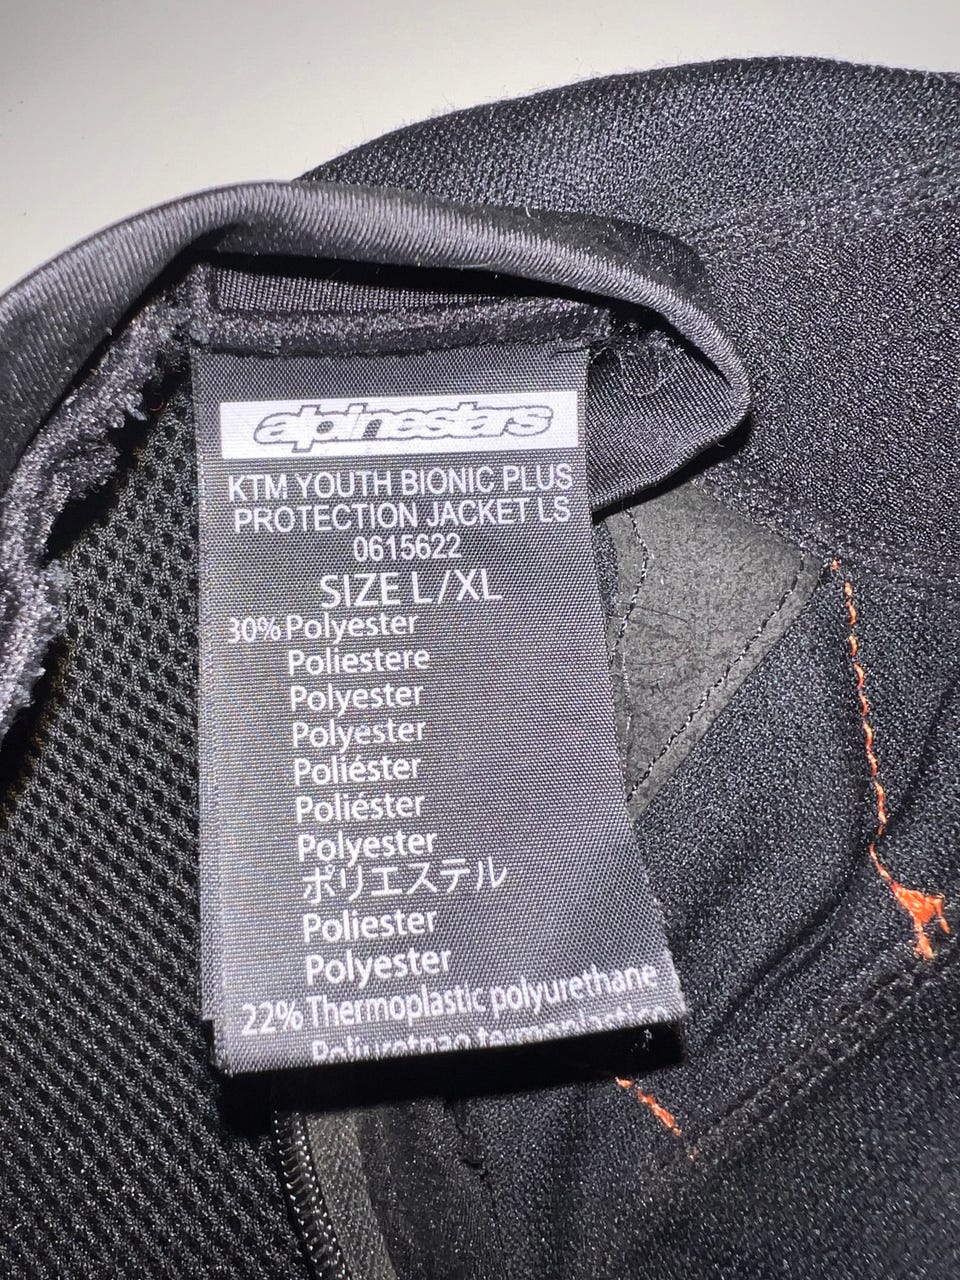 alpinestars
KTM YOUTH BIONIC PLUS
PROTECTION JACKET LS
0615622
SIZE L/XL
30% Polyester
Poliestere
Polyester
Polyester
Poliéster
Poliéster
Polyester
ポリエステル
Poliester
Polyester
22% Thermoplastic polyurethane